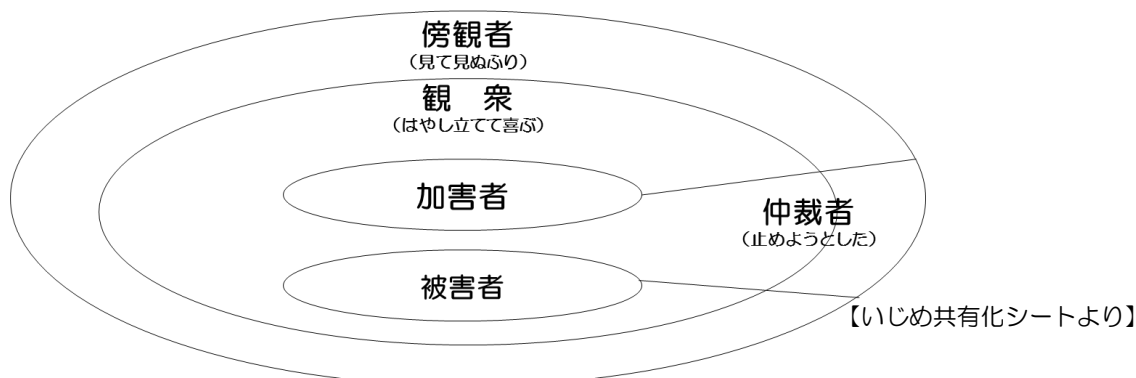 傍観者
（見て見ぬふり）
観　衆
（はやし立てて喜ぶ）
加害者
仲裁者
（止めようとした）
被害者
【いじめ共有化シートより】